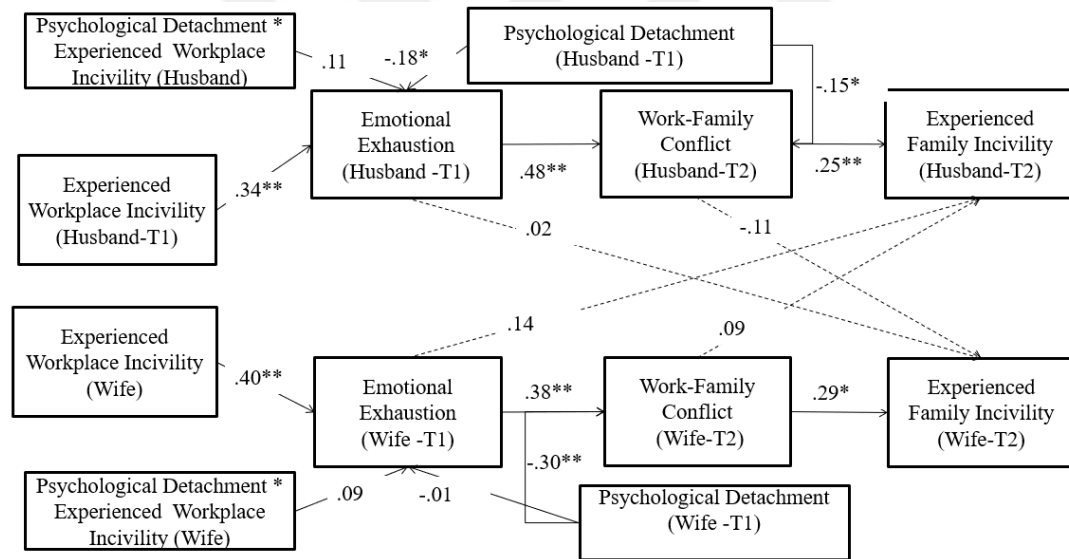 Psychological Detachment *
Experienced Workplace
Incivility (Husband)
.11
-.18*
Psychological Detachment
(Husband -T1)
-.15*
Emotional
Exhaustion
(Husband -T1)
.48**
Work-Family
Conflict
(Husband-T2)
.25**
Experienced
Family Incivility
(Husband-T2)
Experienced
Workplace Incivility
(Husband-T1)
.34**
.02
-.11
.14
.09
Experienced
Workplace Incivility
(Wife)
.40**
Emotional
Exhaustion
(Wife -T1)
.38**
Work-Family
Conflict
(Wife-T2)
.29*
Experienced
Family Incivility
(Wife-T2)
-.30**
Psychological Detachment *
Experienced Workplace
Incivility (Wife)
.09
-.01
Psychological Detachment
(Wife -T1)